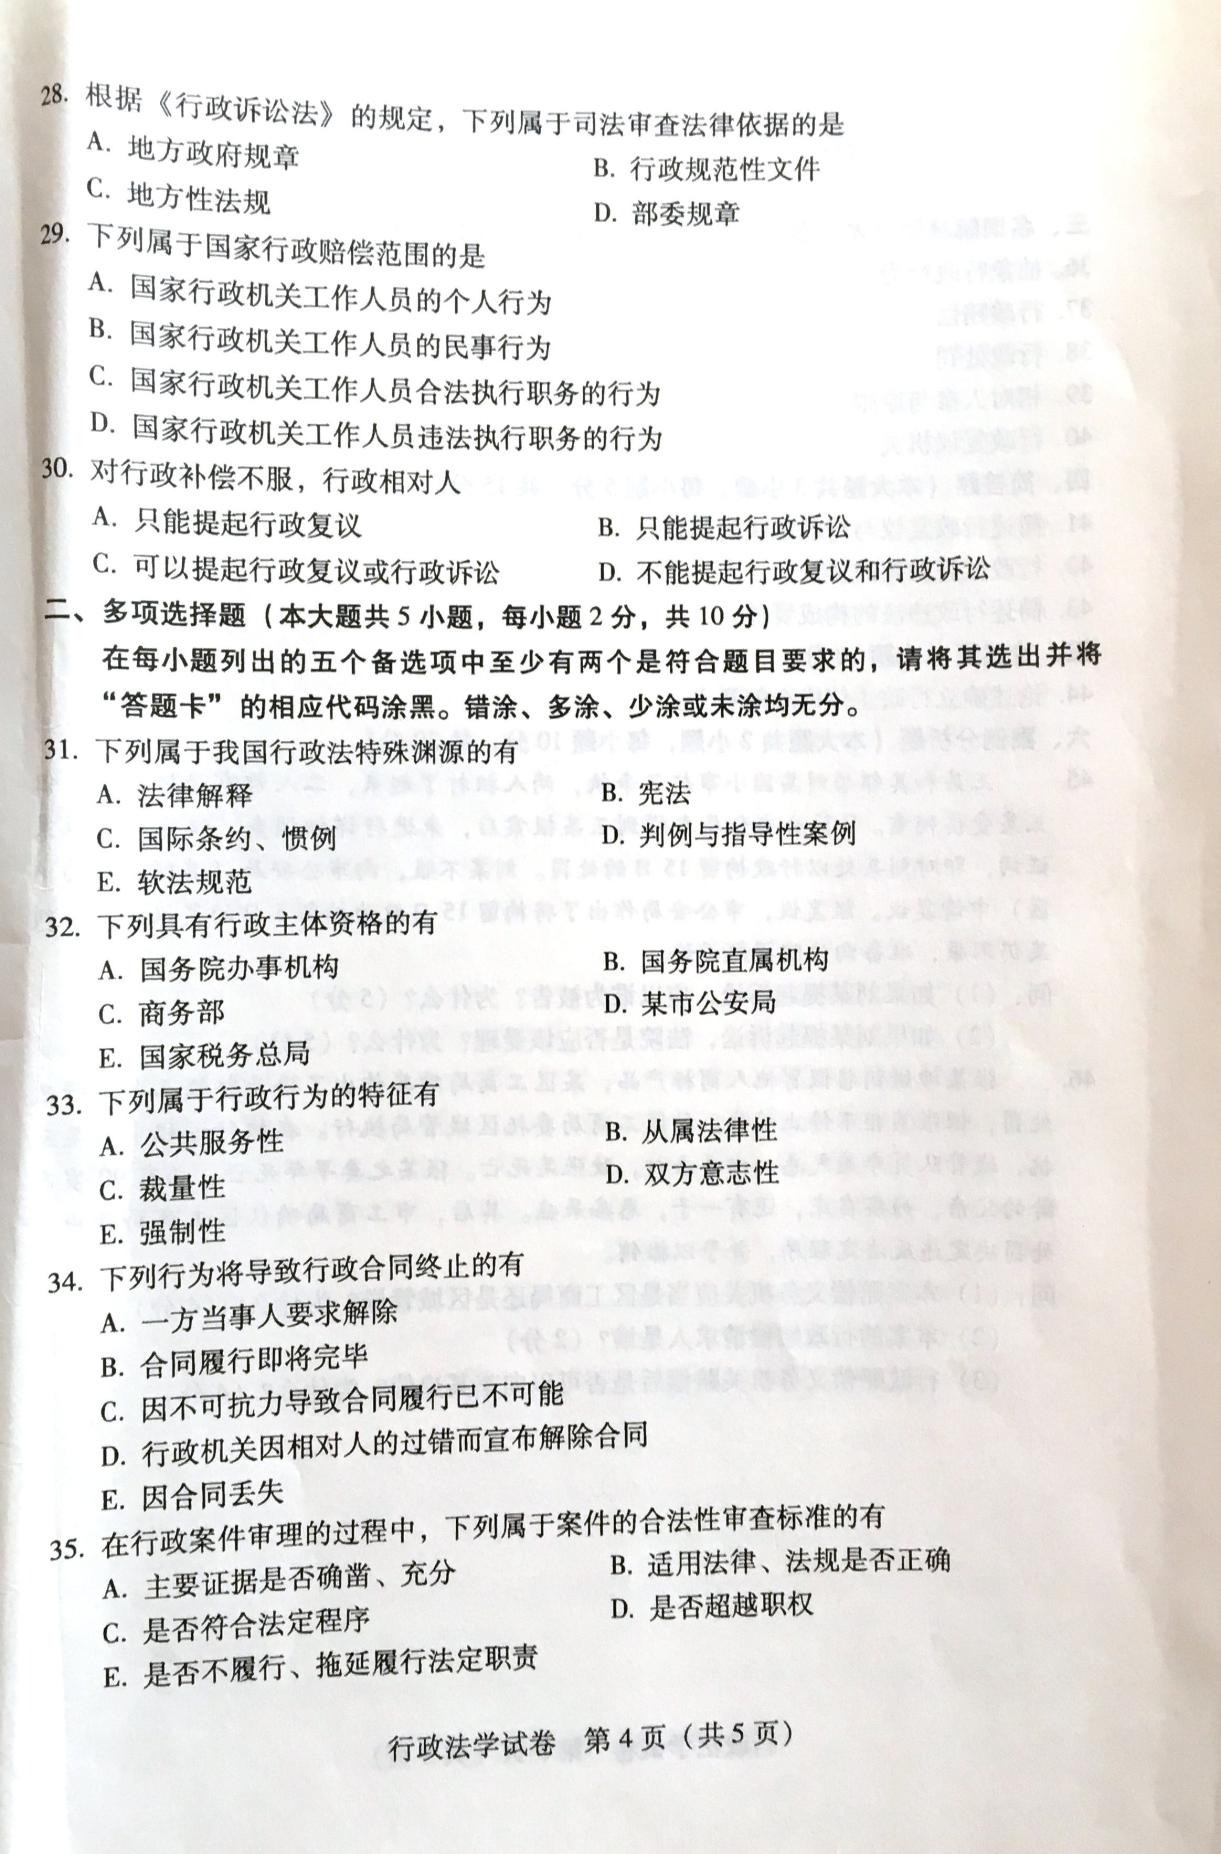 28. 根据《行政诉讼法》的规定，下列属于司法审查法律依据的是
A. 地方政府规章 B. 行政规范性文件
C. 地方性法规 D. 部委规章
29. 下列属于国家行政赔偿范围的是
A. 国家行政机关工作人员的个人行为
B. 国家行政机关工作人员的民事行为
C. 国家行政机关工作人员合法执行职务的行为
D. 国家行政机关工作人员违法执行职务的行为
30. 对行政补偿不服，行政相对人
A. 只能提起行政复议 B. 只能提起行政诉讼
C. 可以提起行政复议或行政诉讼 D. 不能提起行政复议和行政诉讼
二、多项选择题（本大题共 5 小题，每小题 2 分，共 10 分）
在每小题列出的五个备选项中至少有两个是符合题目要求的，请将其选出并将
“答题卡”的相应代码涂黑。错涂、多涂、少涂或未涂均无分。
31. 下列属于我国行政法特殊渊源的有
A. 法律解释 B. 宪法
C. 国际条约、惯例 D. 判例与指导性案例
E. 软法规范
32. 下列具有行政主体资格的有
A. 国务院办事机构 B. 国务院直属机构
C. 商务部 D. 某市公安局
E. 国家税务总局
33. 下列属于行政行为的特征有
A. 公共服务性 B. 从属法律性
C. 裁量性 D. 双方意志性
E. 强制性
34. 下列行为将导致行政合同终止的有
A. 一方当事人要求解除
B. 合同履行即将完毕
C. 因不可抗力导致合同履行已不可能
D. 行政机关因相对人的过错而宣布解除合同
E. 因合同丢失
35. 在行政案件审理的过程中，下列属于案件的合法性审查标准的有
A. 主要证据是否确凿、充分 B. 适用法律、法规是否正确
C. 是否符合法定程序 D. 是否超越职权
E. 是否不履行、拖延履行法定职责
行政法学试卷 第 4 页（共 5 页）